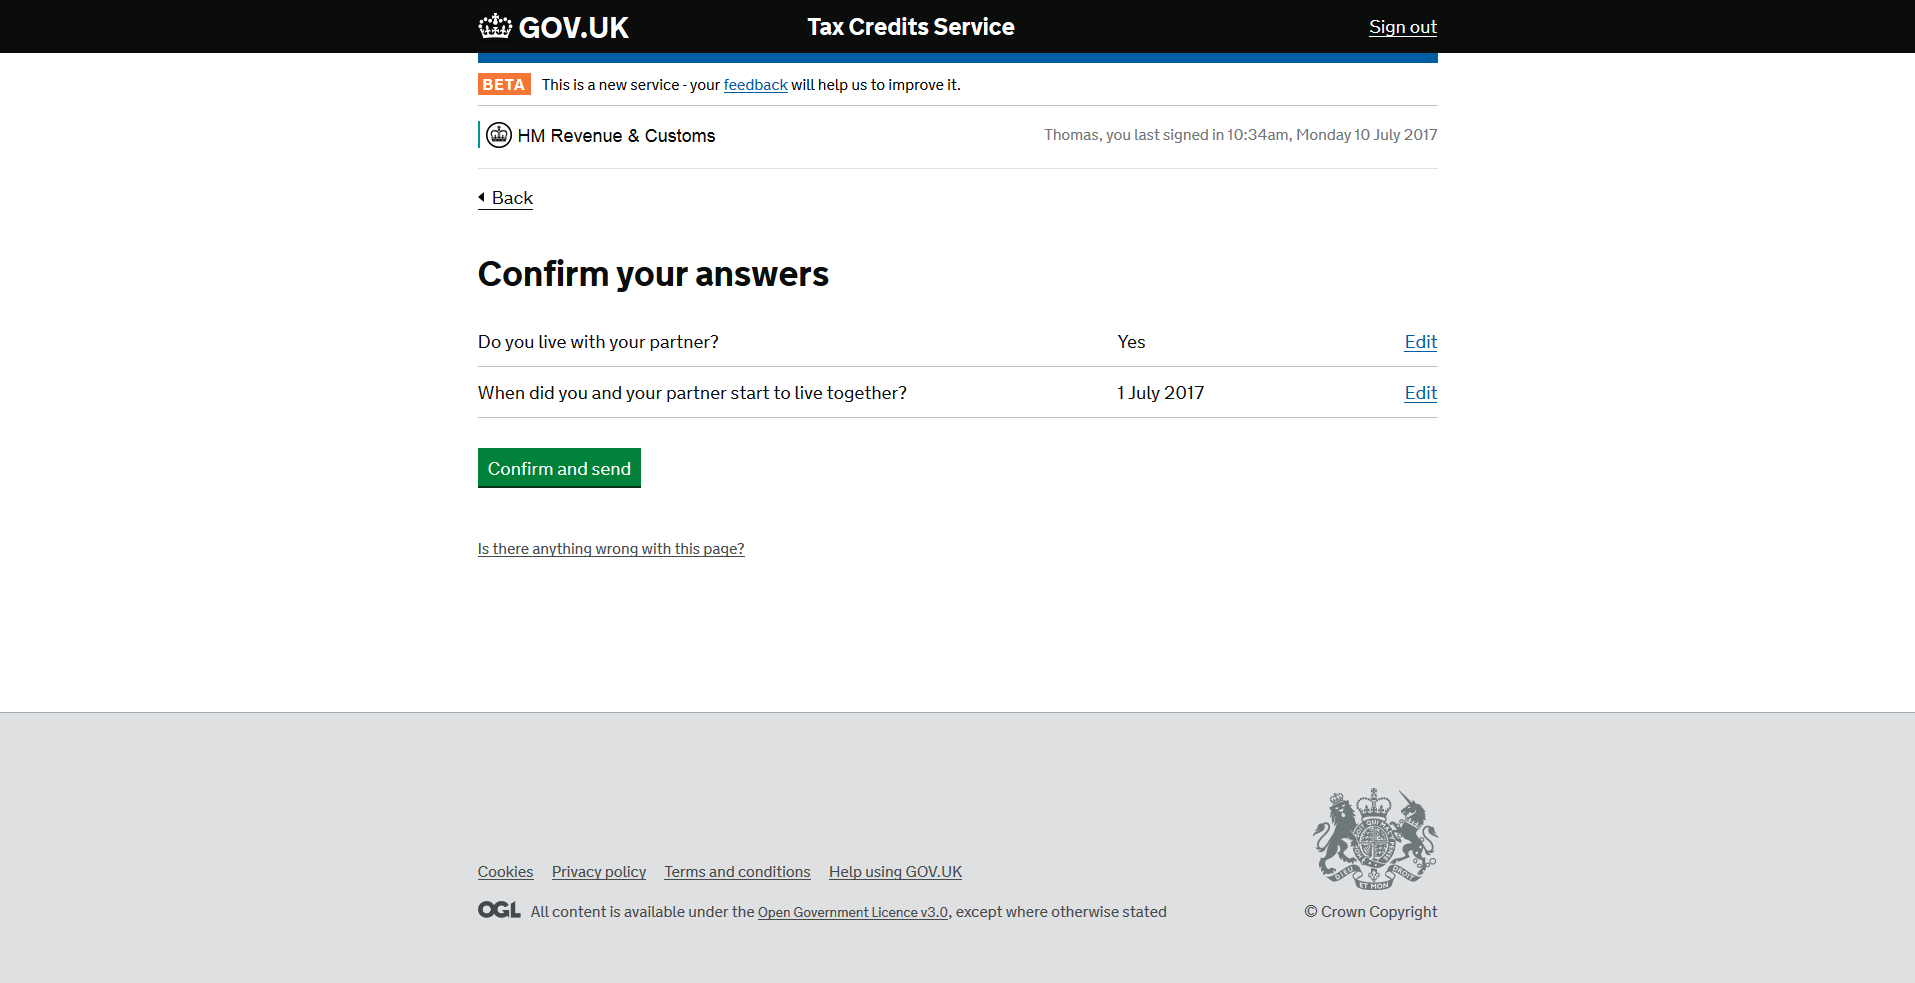 GOV.UK Tax Credits Service Sign out
BETA This is a new service - your feedback will help us to improve it.
HM Revenue & Customs Thomas, you last signed in 10:34am, Monday 10 July 2017
Back
Confirm your answers
Do you live with your partner? Yes Edit
When did you and your partner start to live together? 1 July 2017 Edit
Confirm and send
Is there anything wrong with this page?
Cookies Privacy policy Terms and conditions Help using GOV.UK
OGL All content is available under the Open Government Licence v3.0, except where otherwise stated
DIEU ET MON DROIT
© Crown Copyright